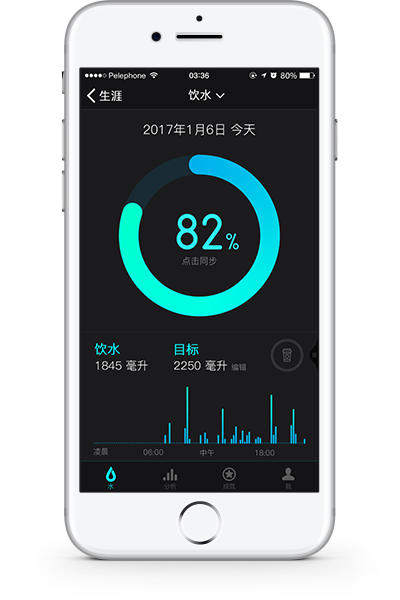 Pelephone 03:36 80%
生涯 饮水
2017年1月6日 今天
82%
点击同步
饮水 目标
1845 毫升 2250 毫升 编辑
凌晨 06:00 中午 18:00
水 分析 成就 我